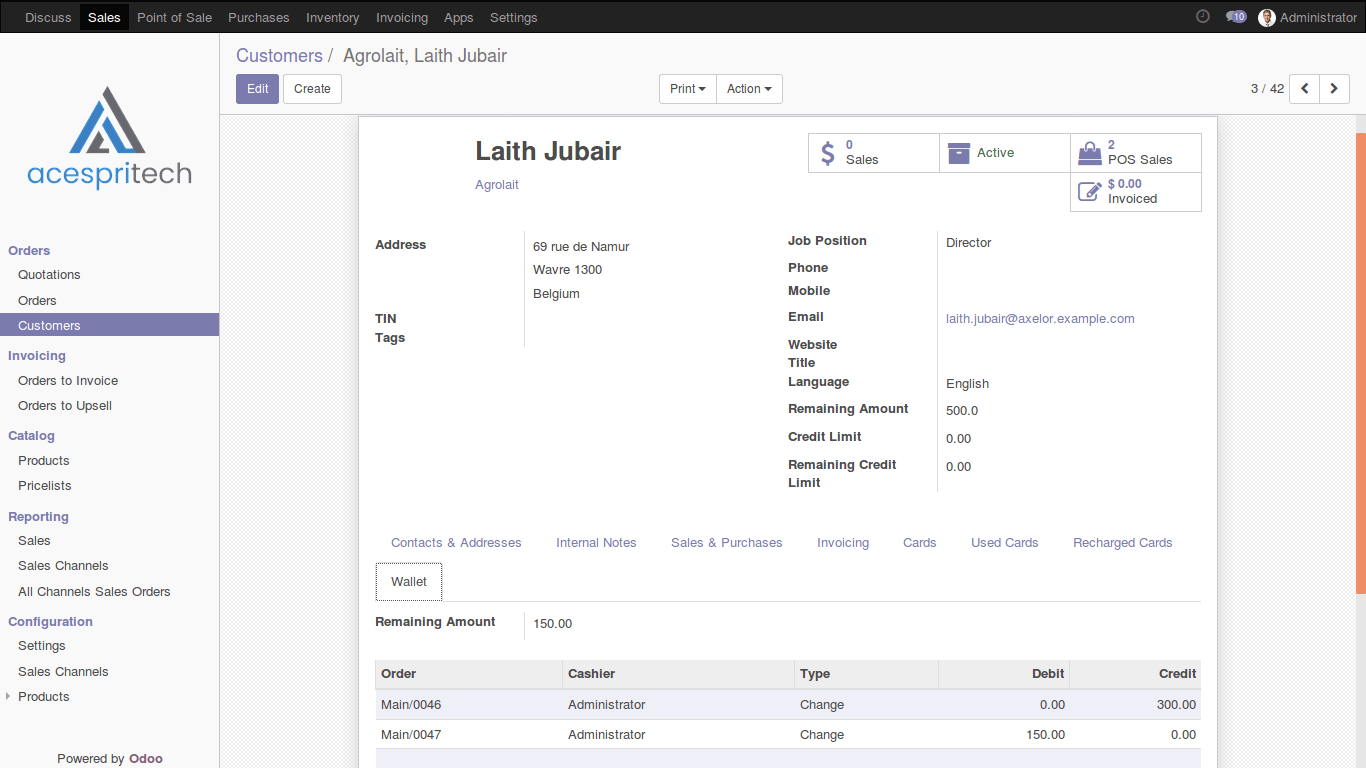 Discuss Sales Point of Sale Purchases Inventory Invoicing Apps Settings 10 Administrator
Customers / Agrolait, Laith Jubair
Edit Create Print Action 3 / 42
acespritech
Orders
Quotations
Orders
Customers
Invoicing
Orders to Invoice
Orders to Upsell
Catalog
Products
Pricelists
Reporting
Sales
Sales Channels
All Channels Sales Orders
Configuration
Settings
Sales Channels
Products
Powered by Odoo
Laith Jubair
Agrolait
0
Sales
Active
2
POS Sales
$ 0.00
Invoiced
Address
69 rue de Namur
Wavre 1300
Belgium
TIN
Tags
Job Position Director
Phone
Mobile
Email laith.jubair@axelor.example.com
Website
Title
Language English
Remaining Amount 500.0
Credit Limit 0.00
Remaining Credit 0.00
Limit
Contacts & Addresses Internal Notes Sales & Purchases Invoicing Cards Used Cards Recharged Cards
Wallet
Remaining Amount 150.00
Order Cashier Type Debit Credit
Main/0046 Administrator Change 0.00 300.00
Main/0047 Administrator Change 150.00 0.00